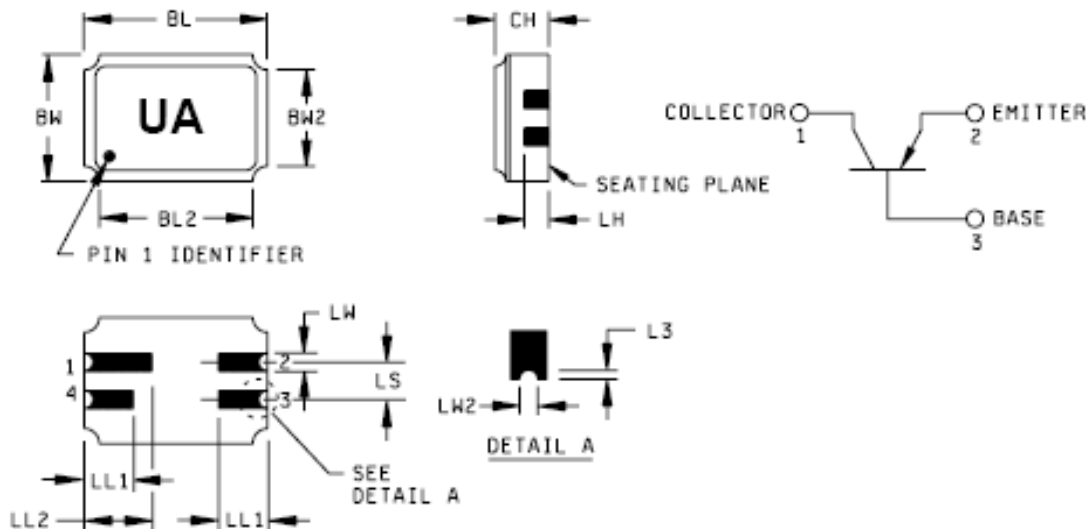 BL
CH
BW
UA
BW2
COLLECTOR
1
EMITTER
2
SEATING PLANE
BL2
LH
BASE
3
PIN 1 IDENTIFIER
LW
L3
1
2
LS
4
3
LW2
DETAIL A
LL1
SEE
DETAIL A
LL2
LL1